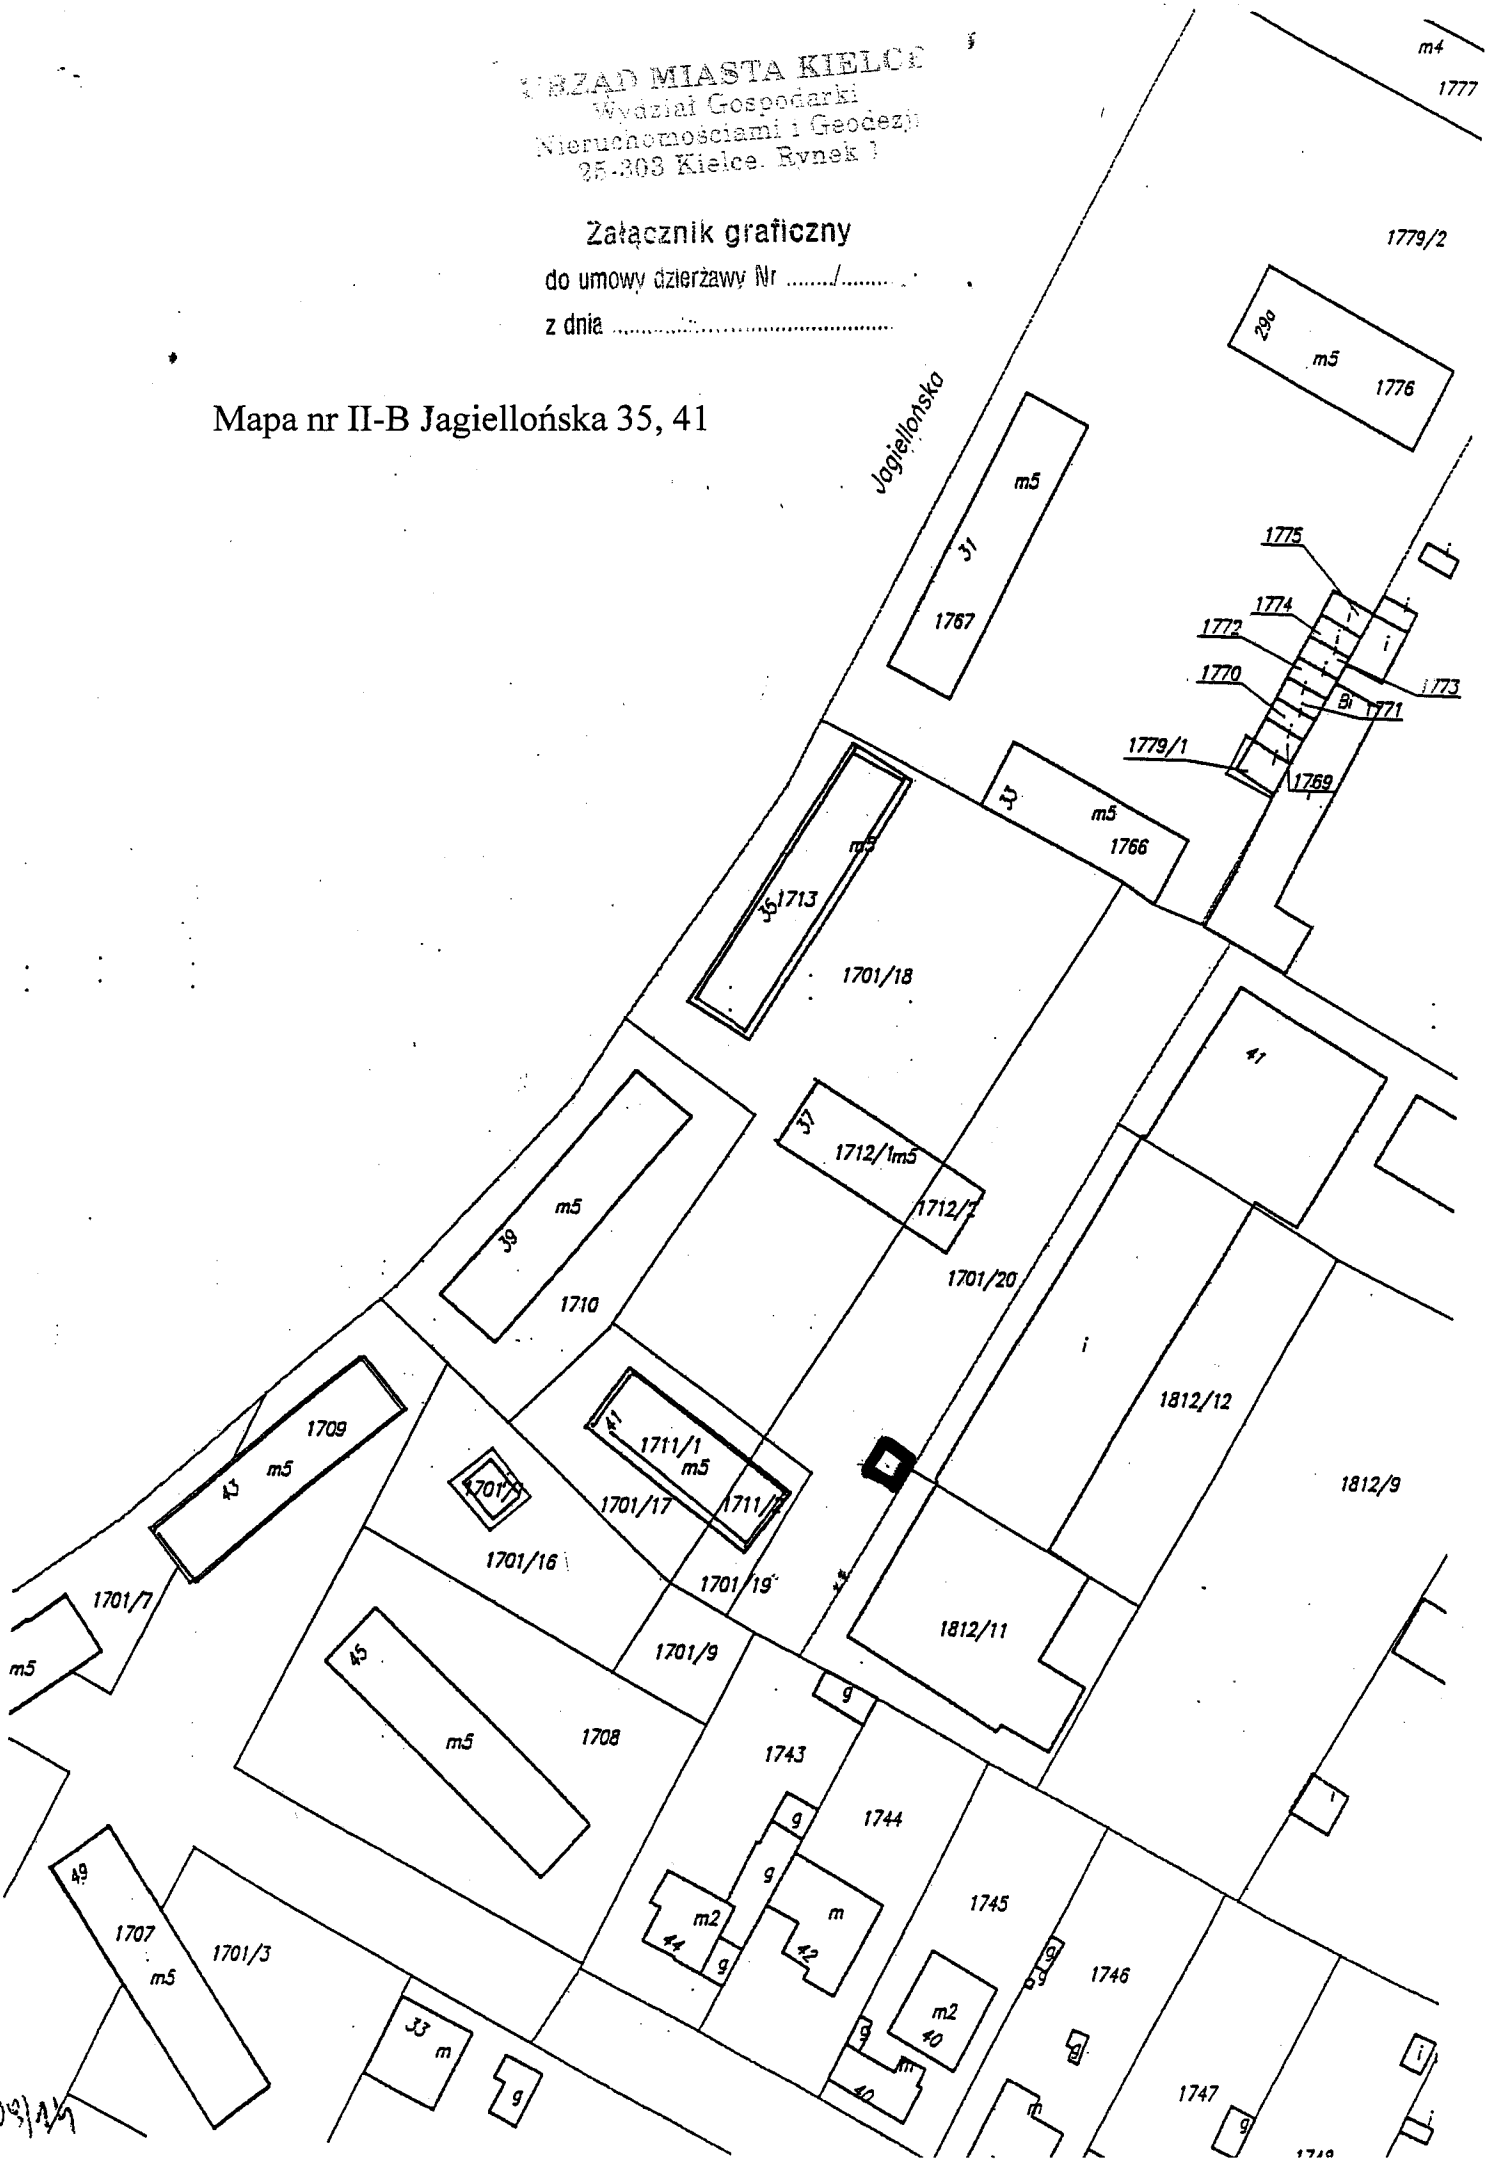 URZĄD MIASTA KIELCE
Wydział Gospodarki
Nieruchomościami i Geodezji
25-303 Kielce. Rynek 1
Załącznik graficzny
do umowy dzierżawy Nr ......../..........
z dnia ................................................
Mapa nr II-B Jagiellońska 35, 41
m4
1777
1779/2
29a
m5
1776
Jagiellońska
m5
31
1767
1775
1774
1772
1770
1773
1771
Bi
i
i
i
1779/1
1769
i
33
m5
1766
m5
35
1713
1701/18
41
37
1712/1
m5
1712/2
m5
39
1710
1701/20
i
1812/12
1812/9
1709
m5
43
41
1711/1
m5
1711/2
1701/
1701/17
1701/16
1701/19
1701/7
m5
1812/11
45
m5
1708
1701/9
g
1743
1744
g
g
i
49
1707
m5
1701/3
m2
44
g
m
42
1745
g
g
1746
m2
40
g
m
40
g
33
m
g
m
1747
g
i
i
1748